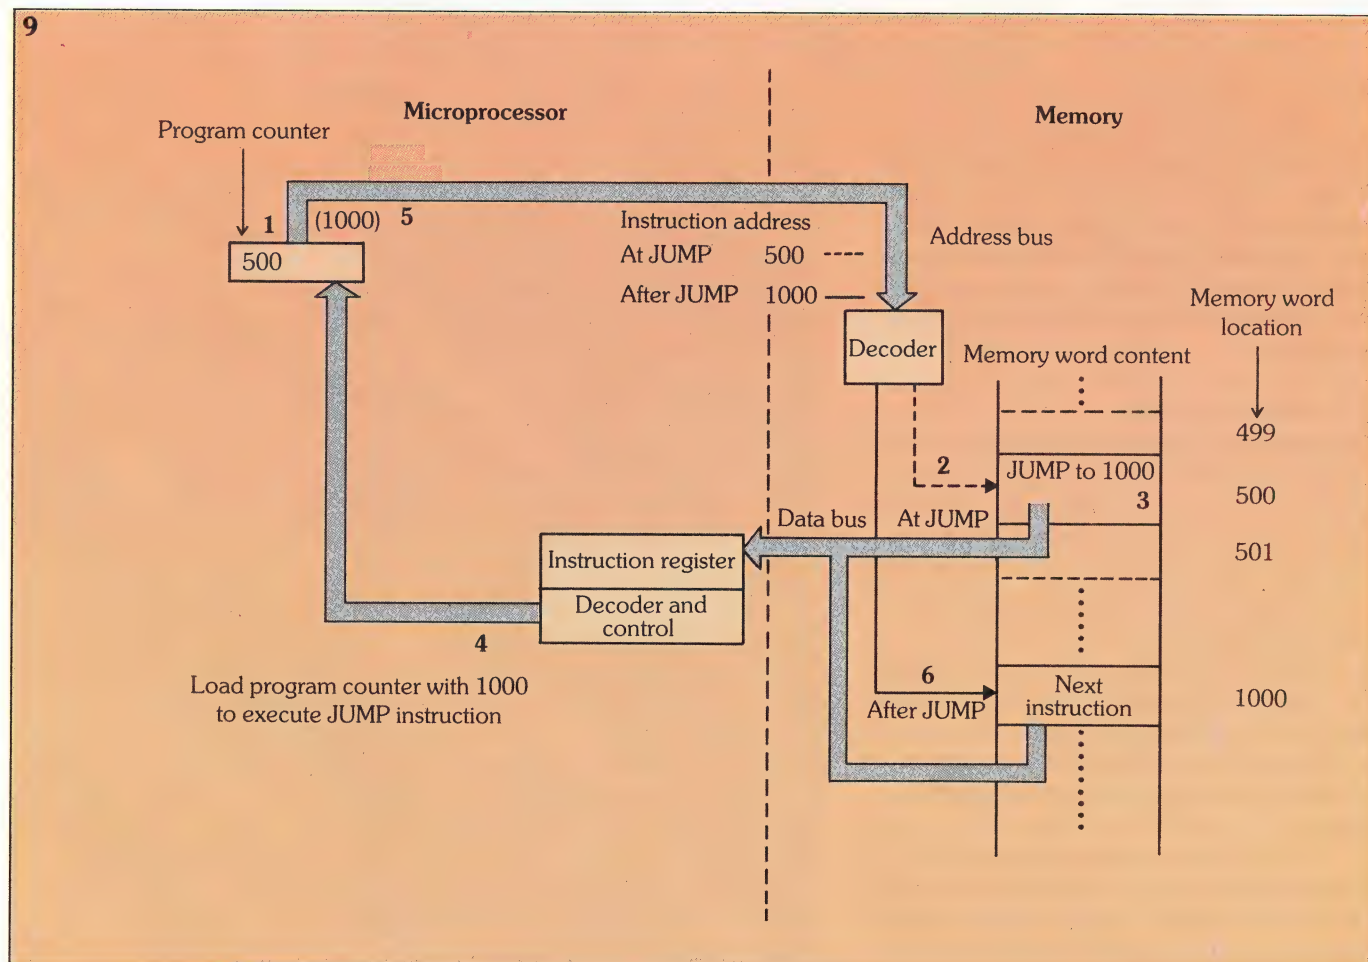 9
Microprocessor
Memory
Program counter
1
(1000)
5
500
Instruction address
At JUMP 500
After JUMP 1000
Address bus
Decoder
Memory word content
Memory word
location
499
2
JUMP to 1000
3
500
Data bus
At JUMP
501
Instruction register
Decoder and
control
4
Load program counter with 1000
to execute JUMP instruction
6
After JUMP
Next
instruction
1000